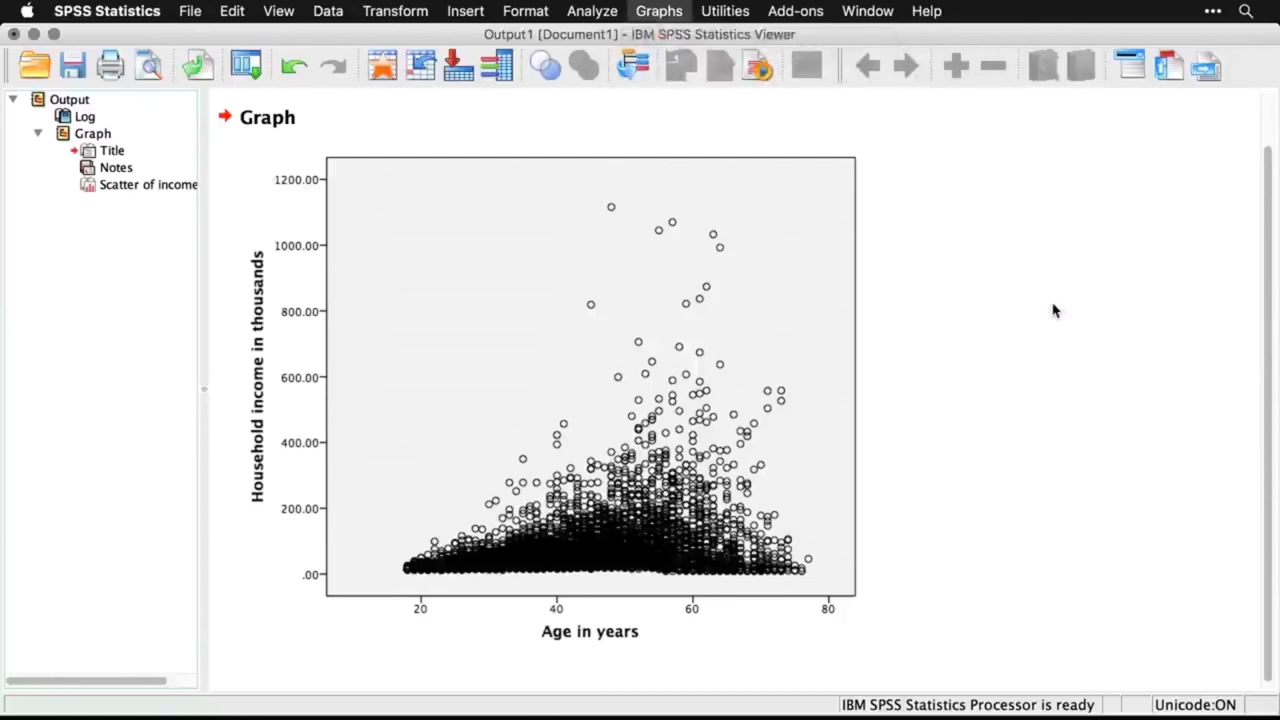 SPSS Statistics File Edit View Data Transform Insert Format Analyze Graphs Utilities Add-ons Window Help
Output1 [Document1] - IBM SPSS Statistics Viewer
Output
Log
Graph
Title
Notes
Scatter of income
Graph
1200.00
1000.00
800.00
600.00
400.00
200.00
.00
Household income in thousands
20 40 60 80
Age in years
IBM SPSS Statistics Processor is ready Unicode:ON